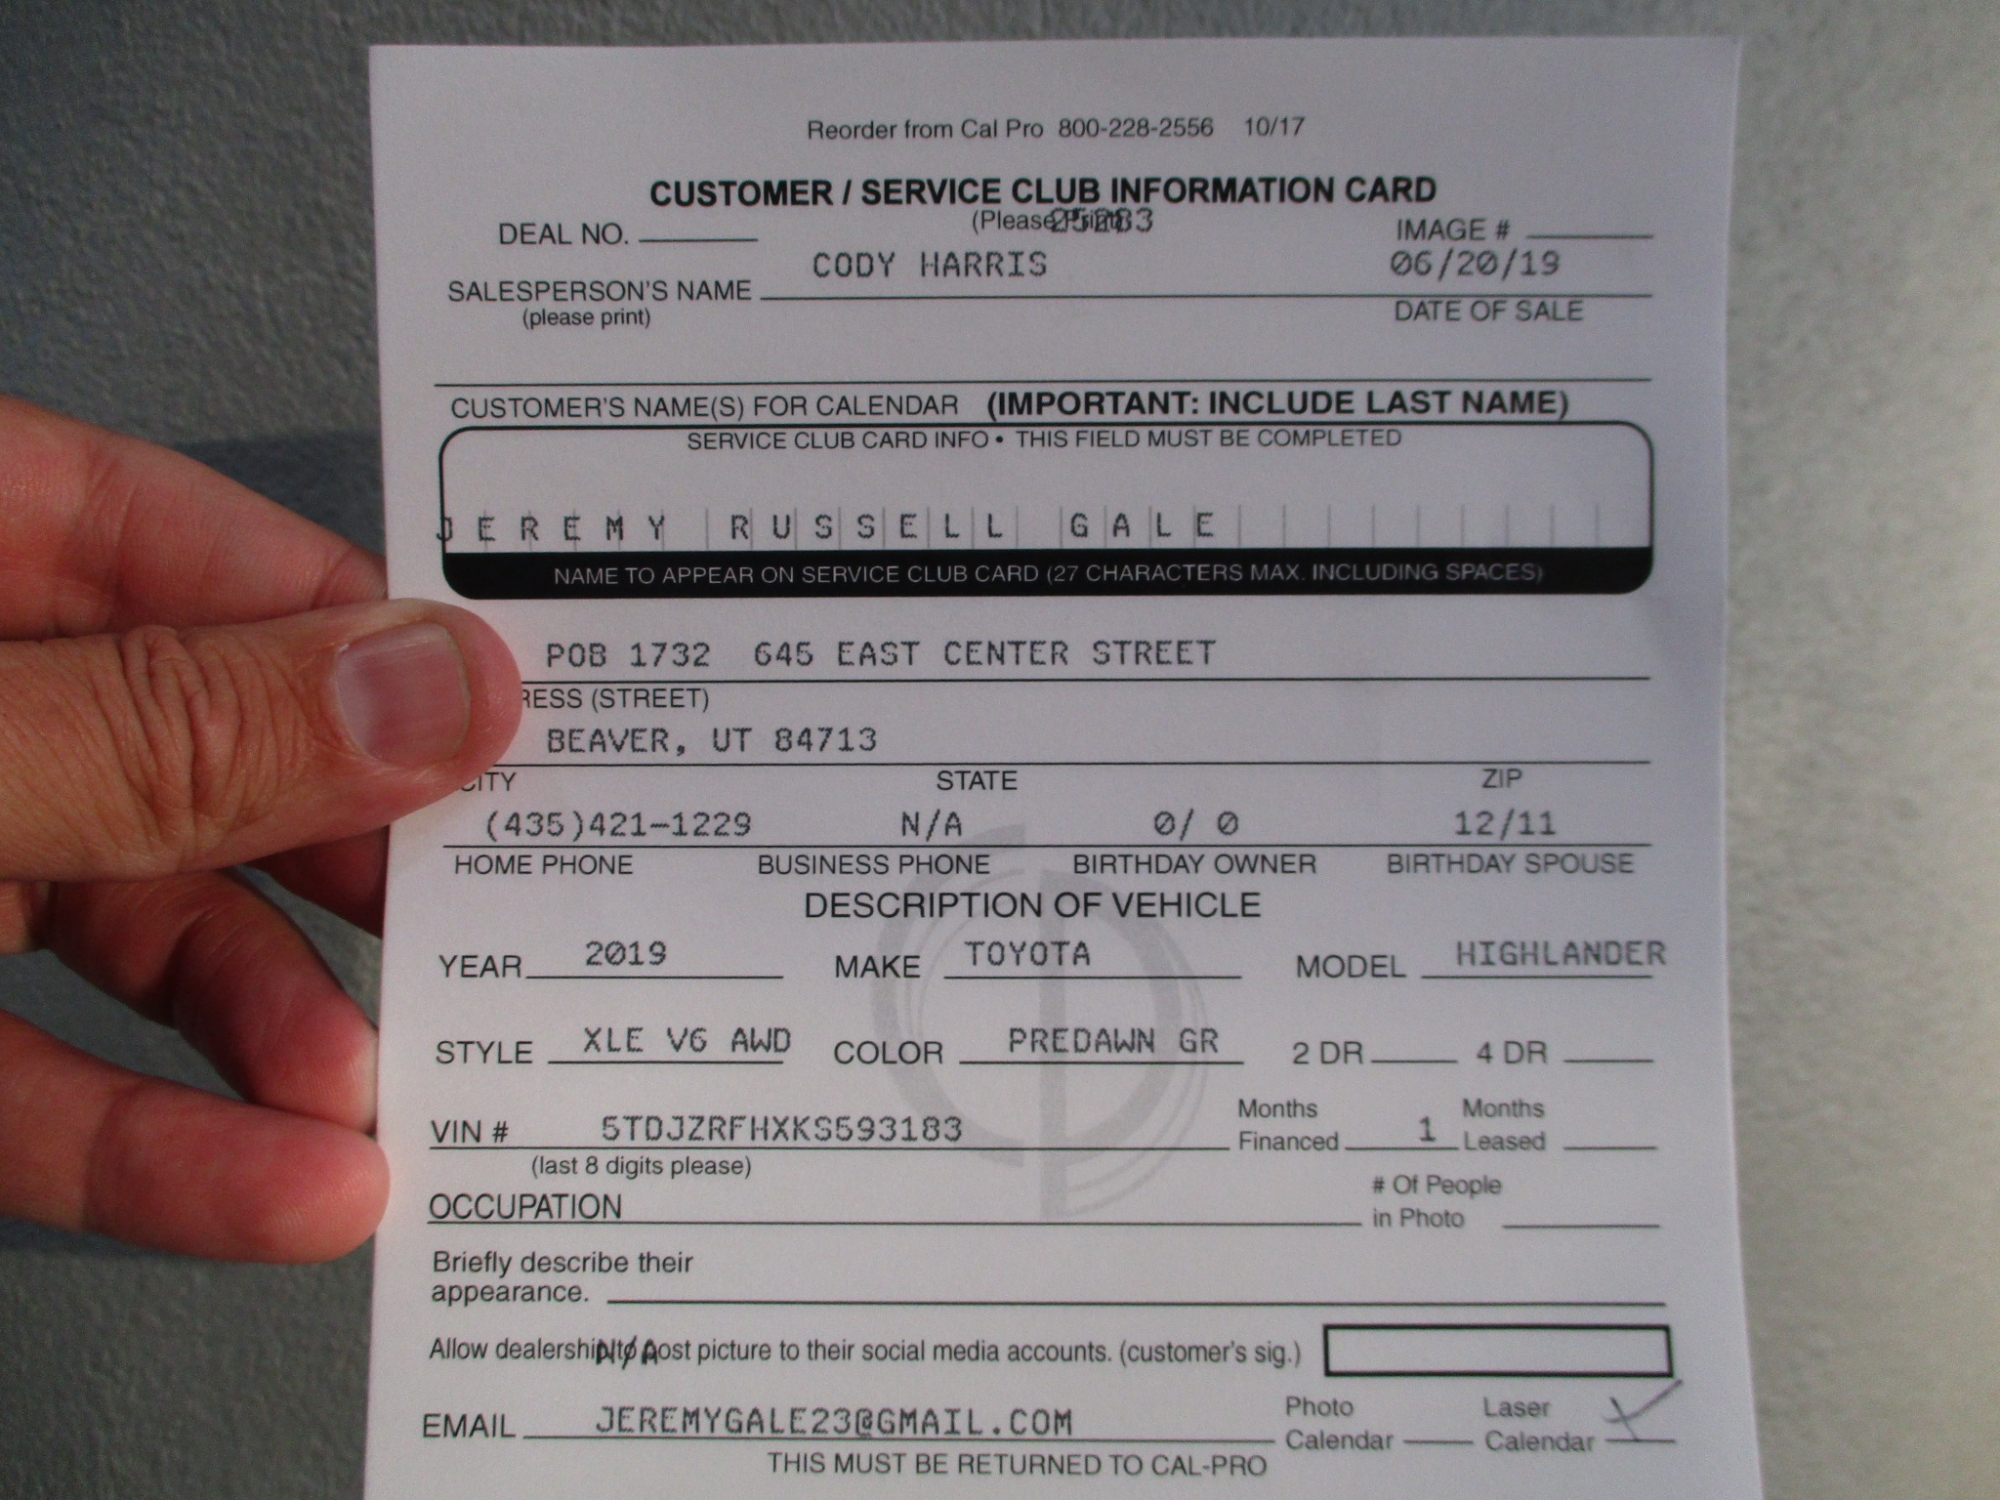 Reorder from Cal Pro 800-228-2556 10/17
CUSTOMER / SERVICE CLUB INFORMATION CARD
(Please Print)
DEAL NO. IMAGE #
CODY HARRIS 06/20/19
SALESPERSON'S NAME DATE OF SALE
(please print)
CUSTOMER'S NAME(S) FOR CALENDAR (IMPORTANT: INCLUDE LAST NAME)
SERVICE CLUB CARD INFO • THIS FIELD MUST BE COMPLETED
JEREMY RUSSELL GALE
NAME TO APPEAR ON SERVICE CLUB CARD (27 CHARACTERS MAX. INCLUDING SPACES)
POB 1732 645 EAST CENTER STREET
RESS (STREET)
BEAVER, UT 84713
CITY STATE ZIP
(435)421-1229 N/A 0/ 0 12/11
HOME PHONE BUSINESS PHONE BIRTHDAY OWNER BIRTHDAY SPOUSE
DESCRIPTION OF VEHICLE
YEAR 2019 MAKE TOYOTA MODEL HIGHLANDER
STYLE XLE V6 AWD COLOR PREDAWN GR 2 DR 4 DR
VIN # 5TDJZRFHXKS593183 Months Financed 1 Months Leased
(last 8 digits please)
OCCUPATION # Of People in Photo
Briefly describe their
appearance.
Allow dealership to post picture to their social media accounts. (customer's sig.)
N/A
EMAIL JEREMYGALE23@GMAIL.COM Photo Calendar Laser Calendar
THIS MUST BE RETURNED TO CAL-PRO